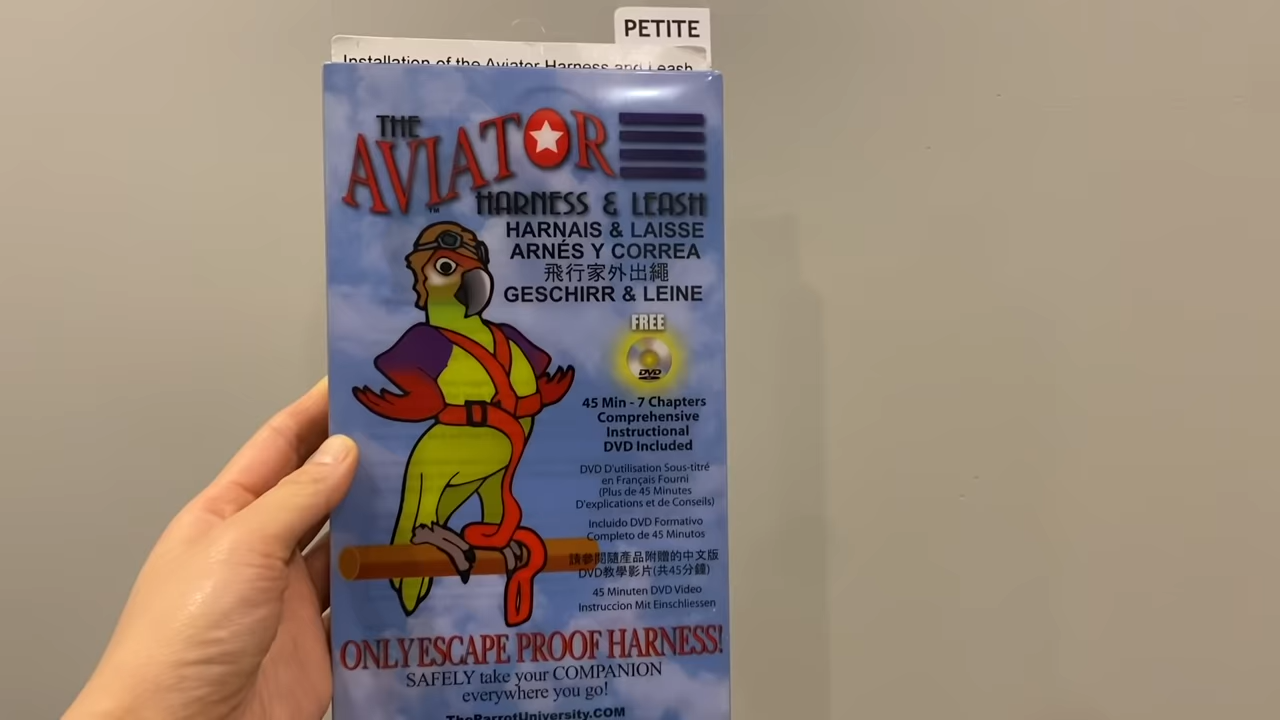 PETITE
Installation of the Aviator Harness and Leash
THE
AVIATOR
™
HARNESS & LEASH
HARNAIS & LAISSE
ARNÉS Y CORREA
飛行家外出繩
GESCHIRR & LEINE
FREE
DVD
45 Min - 7 Chapters
Comprehensive
Instructional
DVD Included
DVD D'utilisation Sous-titré
en Français Fourni
(Plus de 45 Minutes
D'explications et de Conseils)
Incluido DVD Formativo
Completo de 45 Minutos
請參閱隨產品附贈的中文版
DVD教學影片(共45分鐘)
45 Minuten DVD Video
Instruccion Mit Einschliessen
ONLY ESCAPE PROOF HARNESS!
SAFELY take your COMPANION
everywhere you go!
TheParrotUniversity.COM